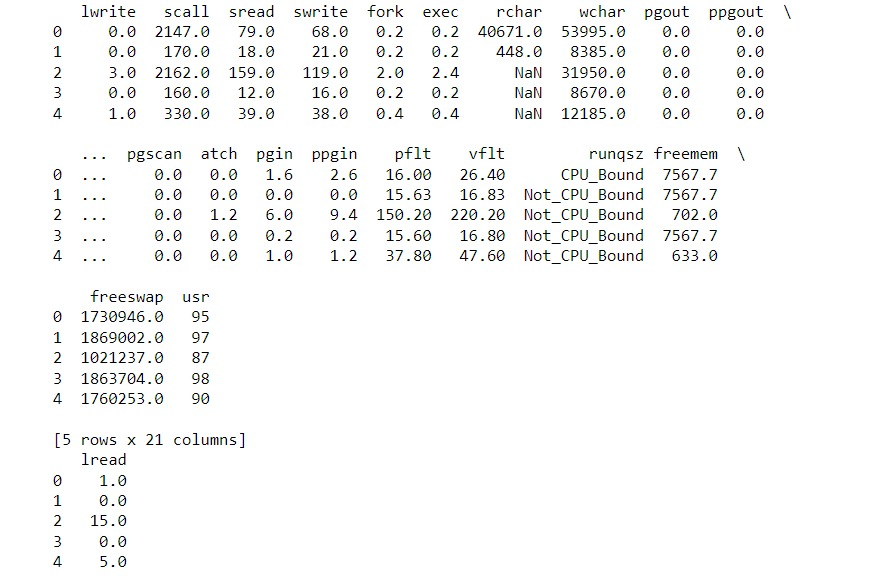 lwrite scall sread swrite fork exec rchar wchar pgout ppgout \
0 0.0 2147.0 79.0 68.0 0.2 0.2 40671.0 53995.0 0.0 0.0
1 0.0 170.0 18.0 21.0 0.2 0.2 448.0 8385.0 0.0 0.0
2 3.0 2162.0 159.0 119.0 2.0 2.4 NaN 31950.0 0.0 0.0
3 0.0 160.0 12.0 16.0 0.2 0.2 NaN 8670.0 0.0 0.0
4 1.0 330.0 39.0 38.0 0.4 0.4 NaN 12185.0 0.0 0.0
... pgscan atch pgin ppgin pflt vflt runqsz freemem \
0 ... 0.0 0.0 1.6 2.6 16.00 26.40 CPU_Bound 7567.7
1 ... 0.0 0.0 0.0 0.0 15.63 16.83 Not_CPU_Bound 7567.7
2 ... 0.0 1.2 6.0 9.4 150.20 220.20 Not_CPU_Bound 702.0
3 ... 0.0 0.0 0.2 0.2 15.60 16.80 Not_CPU_Bound 7567.7
4 ... 0.0 0.0 1.0 1.2 37.80 47.60 Not_CPU_Bound 633.0
freeswap usr
0 1730946.0 95
1 1869002.0 97
2 1021237.0 87
3 1863704.0 98
4 1760253.0 90
[5 rows x 21 columns]
lread
0 1.0
1 0.0
2 15.0
3 0.0
4 5.0